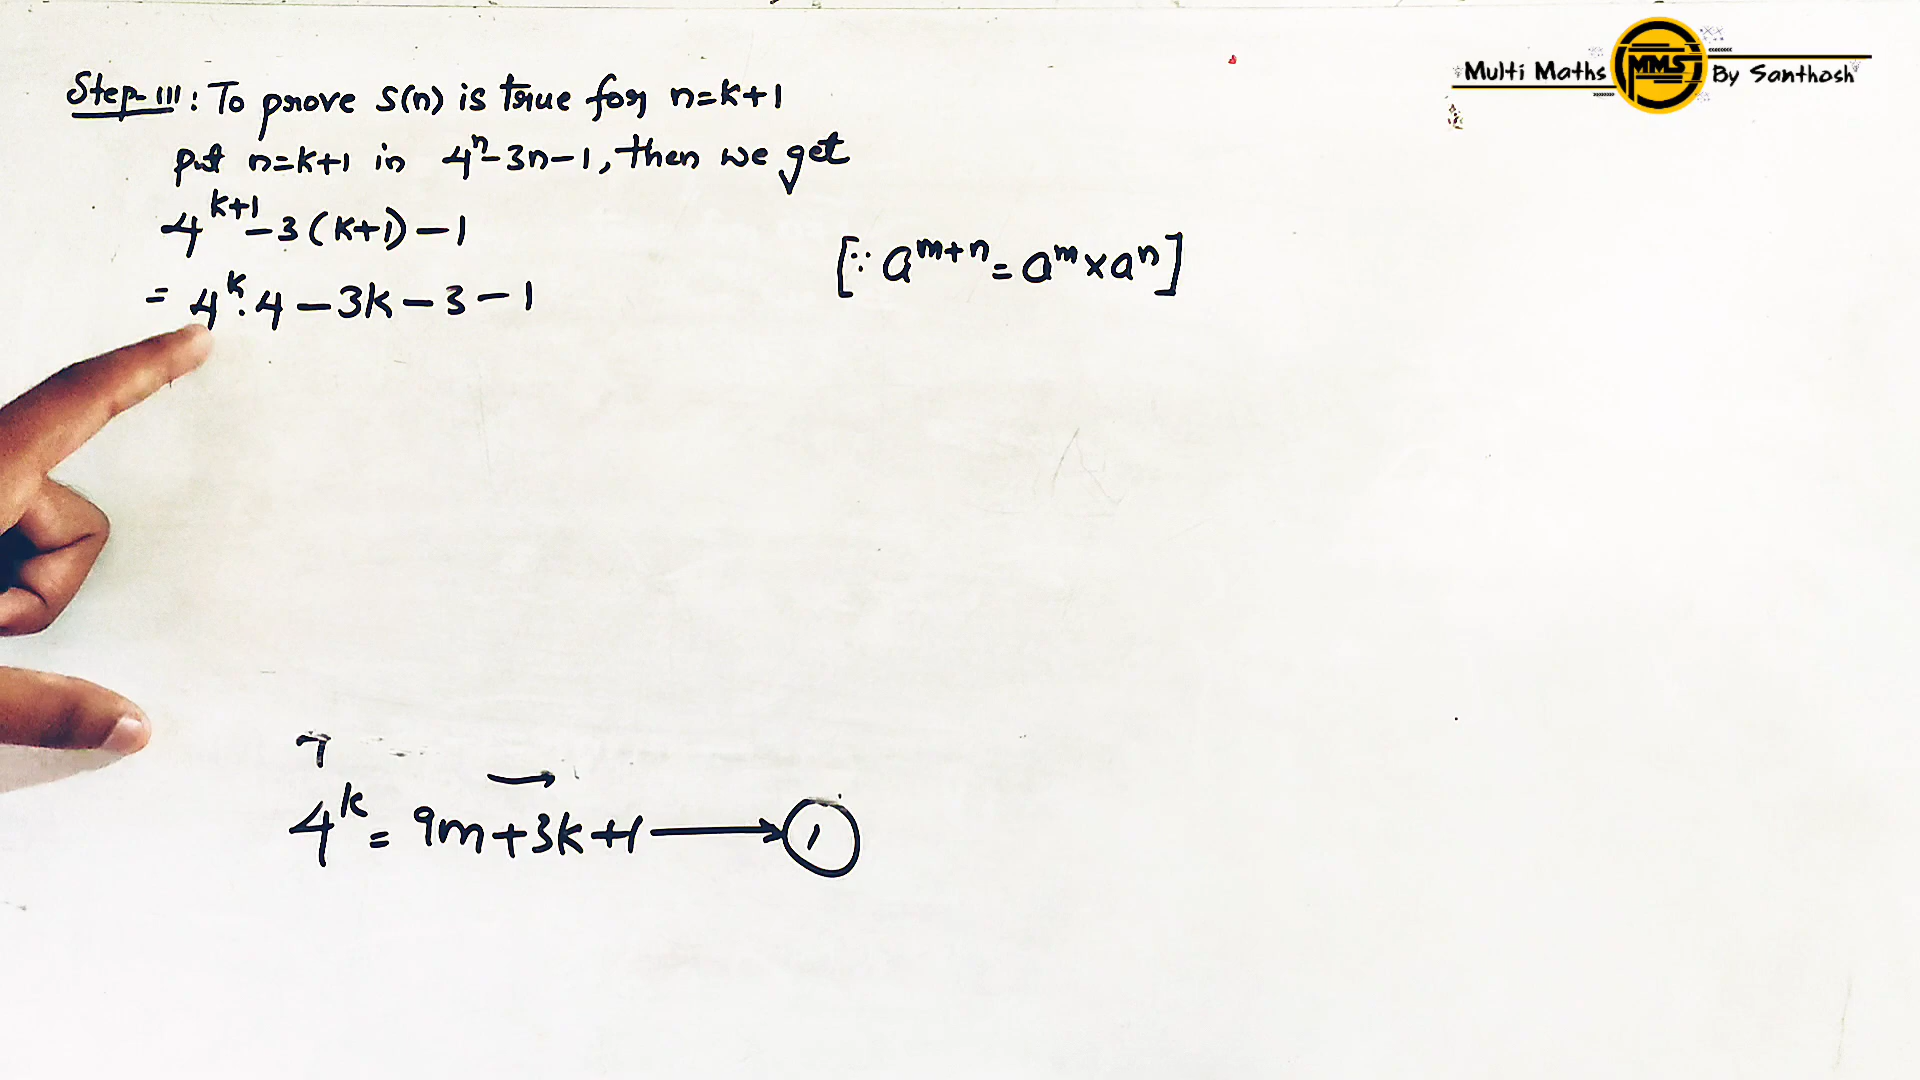 Multi Maths MMS By Santhosh
Step-III: To prove S(n) is true for n=k+1
put n=k+1 in 4ⁿ-3n-1, then we get
4^(k+1) - 3(k+1) - 1
= 4^k . 4 - 3k - 3 - 1
[∵ a^(m+n) = a^m × a^n]
4^k = 9m + 3k + 1 → ①